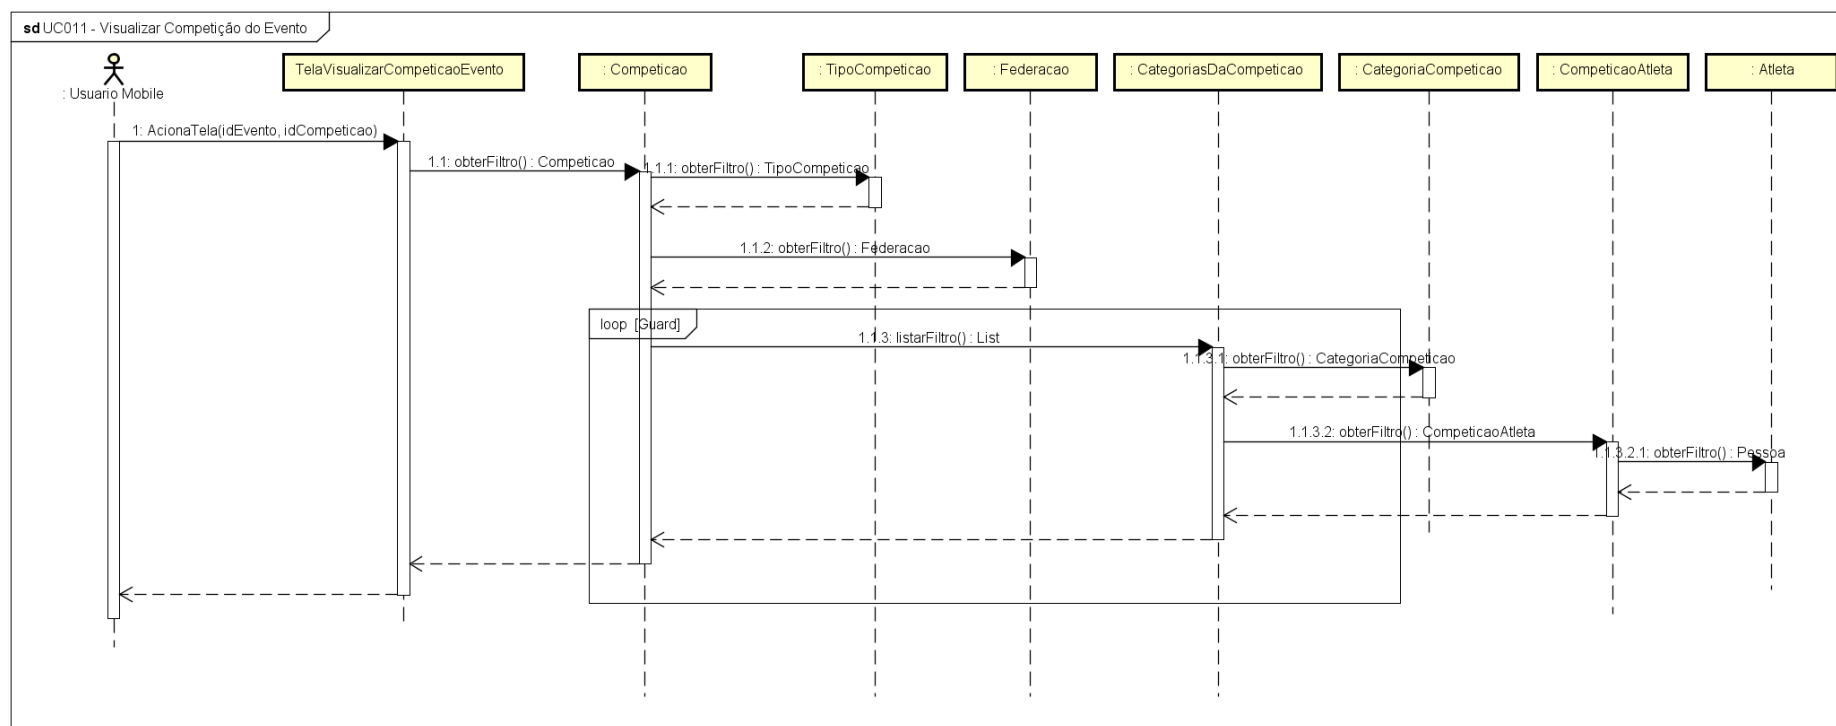 sd UC011 - Visualizar Competição do Evento
: Usuario Mobile
TelaVisualizarCompeticaoEvento
: Competicao
: TipoCompeticao
: Federacao
: CategoriasDaCompeticao
: CategoriaCompeticao
: CompeticaoAtleta
: Atleta
1: AcionaTela(idEvento, idCompeticao)
1.1: obterFiltro() : Competicao
1.1.1: obterFiltro() : TipoCompeticao
1.1.2: obterFiltro() : Federacao
loop [Guard]
1.1.3: listarFiltro() : List
1.1.3.1: obterFiltro() : CategoriaCompeticao
1.1.3.2: obterFiltro() : CompeticaoAtleta
1.1.3.2.1: obterFiltro() : Pessoa